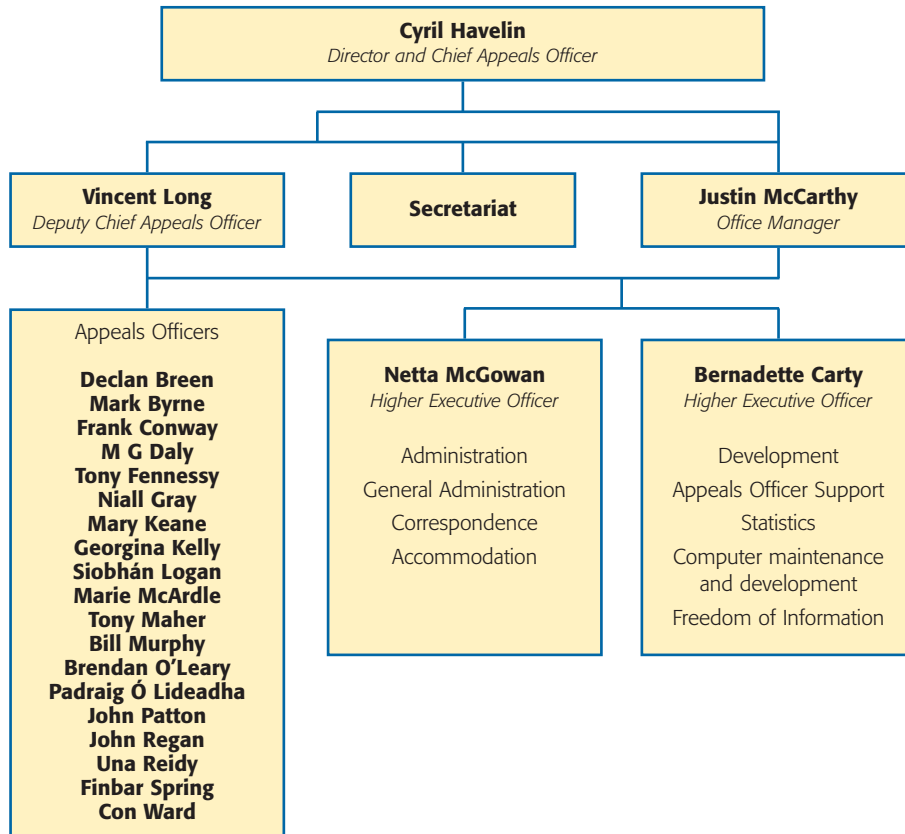 Cyril Havelin
Director and Chief Appeals Officer
Vincent Long
Deputy Chief Appeals Officer
Secretariat
Justin McCarthy
Office Manager
Appeals Officers
Declan Breen
Mark Byrne
Frank Conway
M G Daly
Tony Fennessy
Niall Gray
Mary Keane
Georgina Kelly
Siobhán Logan
Marie McArdle
Tony Maher
Bill Murphy
Brendan O'Leary
Padraig Ó Lideadha
John Patton
John Regan
Una Reidy
Finbar Spring
Con Ward
Netta McGowan
Higher Executive Officer
Administration
General Administration
Correspondence
Accommodation
Bernadette Carty
Higher Executive Officer
Development
Appeals Officer Support
Statistics
Computer maintenance
and development
Freedom of Information